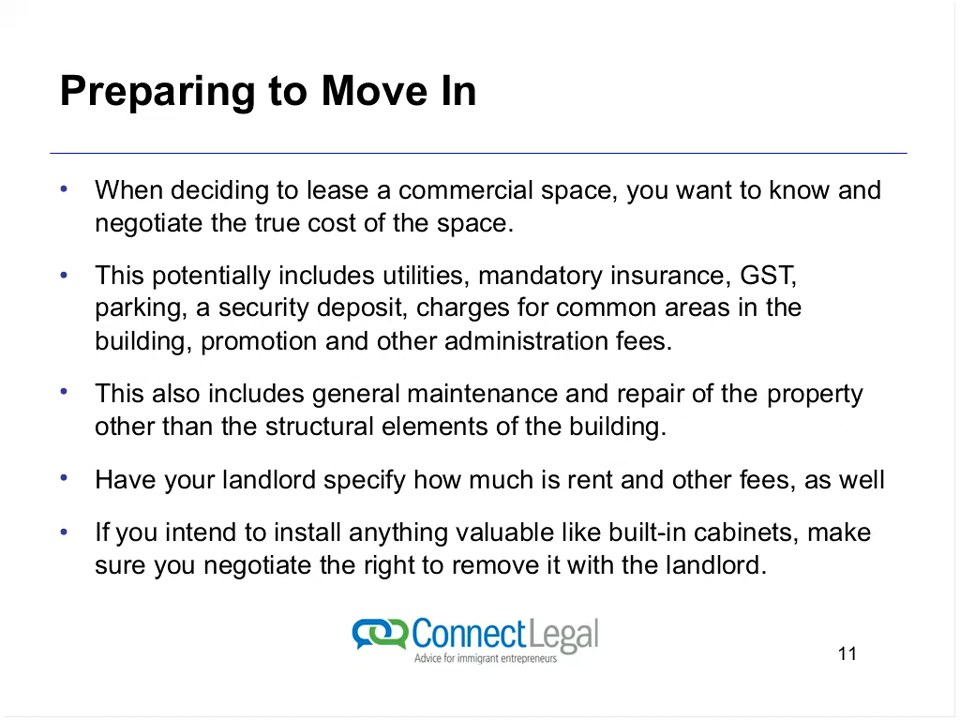 Preparing to Move In
• When deciding to lease a commercial space, you want to know and
negotiate the true cost of the space.
• This potentially includes utilities, mandatory insurance, GST,
parking, a security deposit, charges for common areas in the
building, promotion and other administration fees.
• This also includes general maintenance and repair of the property
other than the structural elements of the building.
• Have your landlord specify how much is rent and other fees, as well
• If you intend to install anything valuable like built-in cabinets, make
sure you negotiate the right to remove it with the landlord.
ConnectLegal
Advice for immigrant entrepreneurs
11